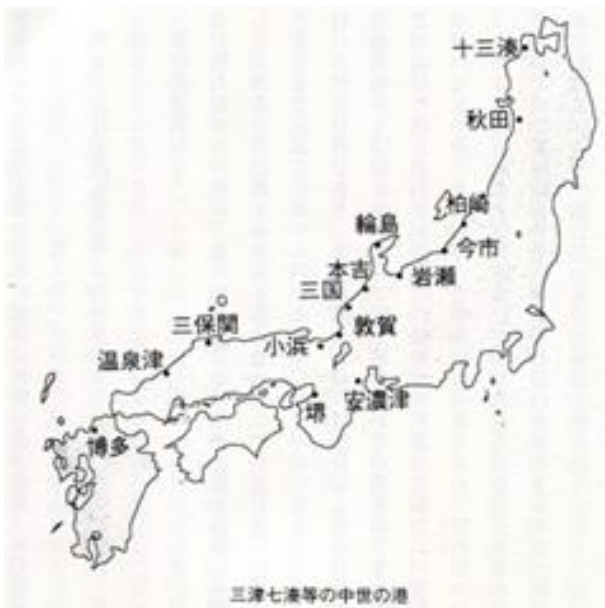 十三湊
秋田
柏崎
輪島
今市
本吉
岩瀬
三国
敦賀
三保関
小浜
温泉津
安濃津
堺
博多
三津七湊等の中世の港